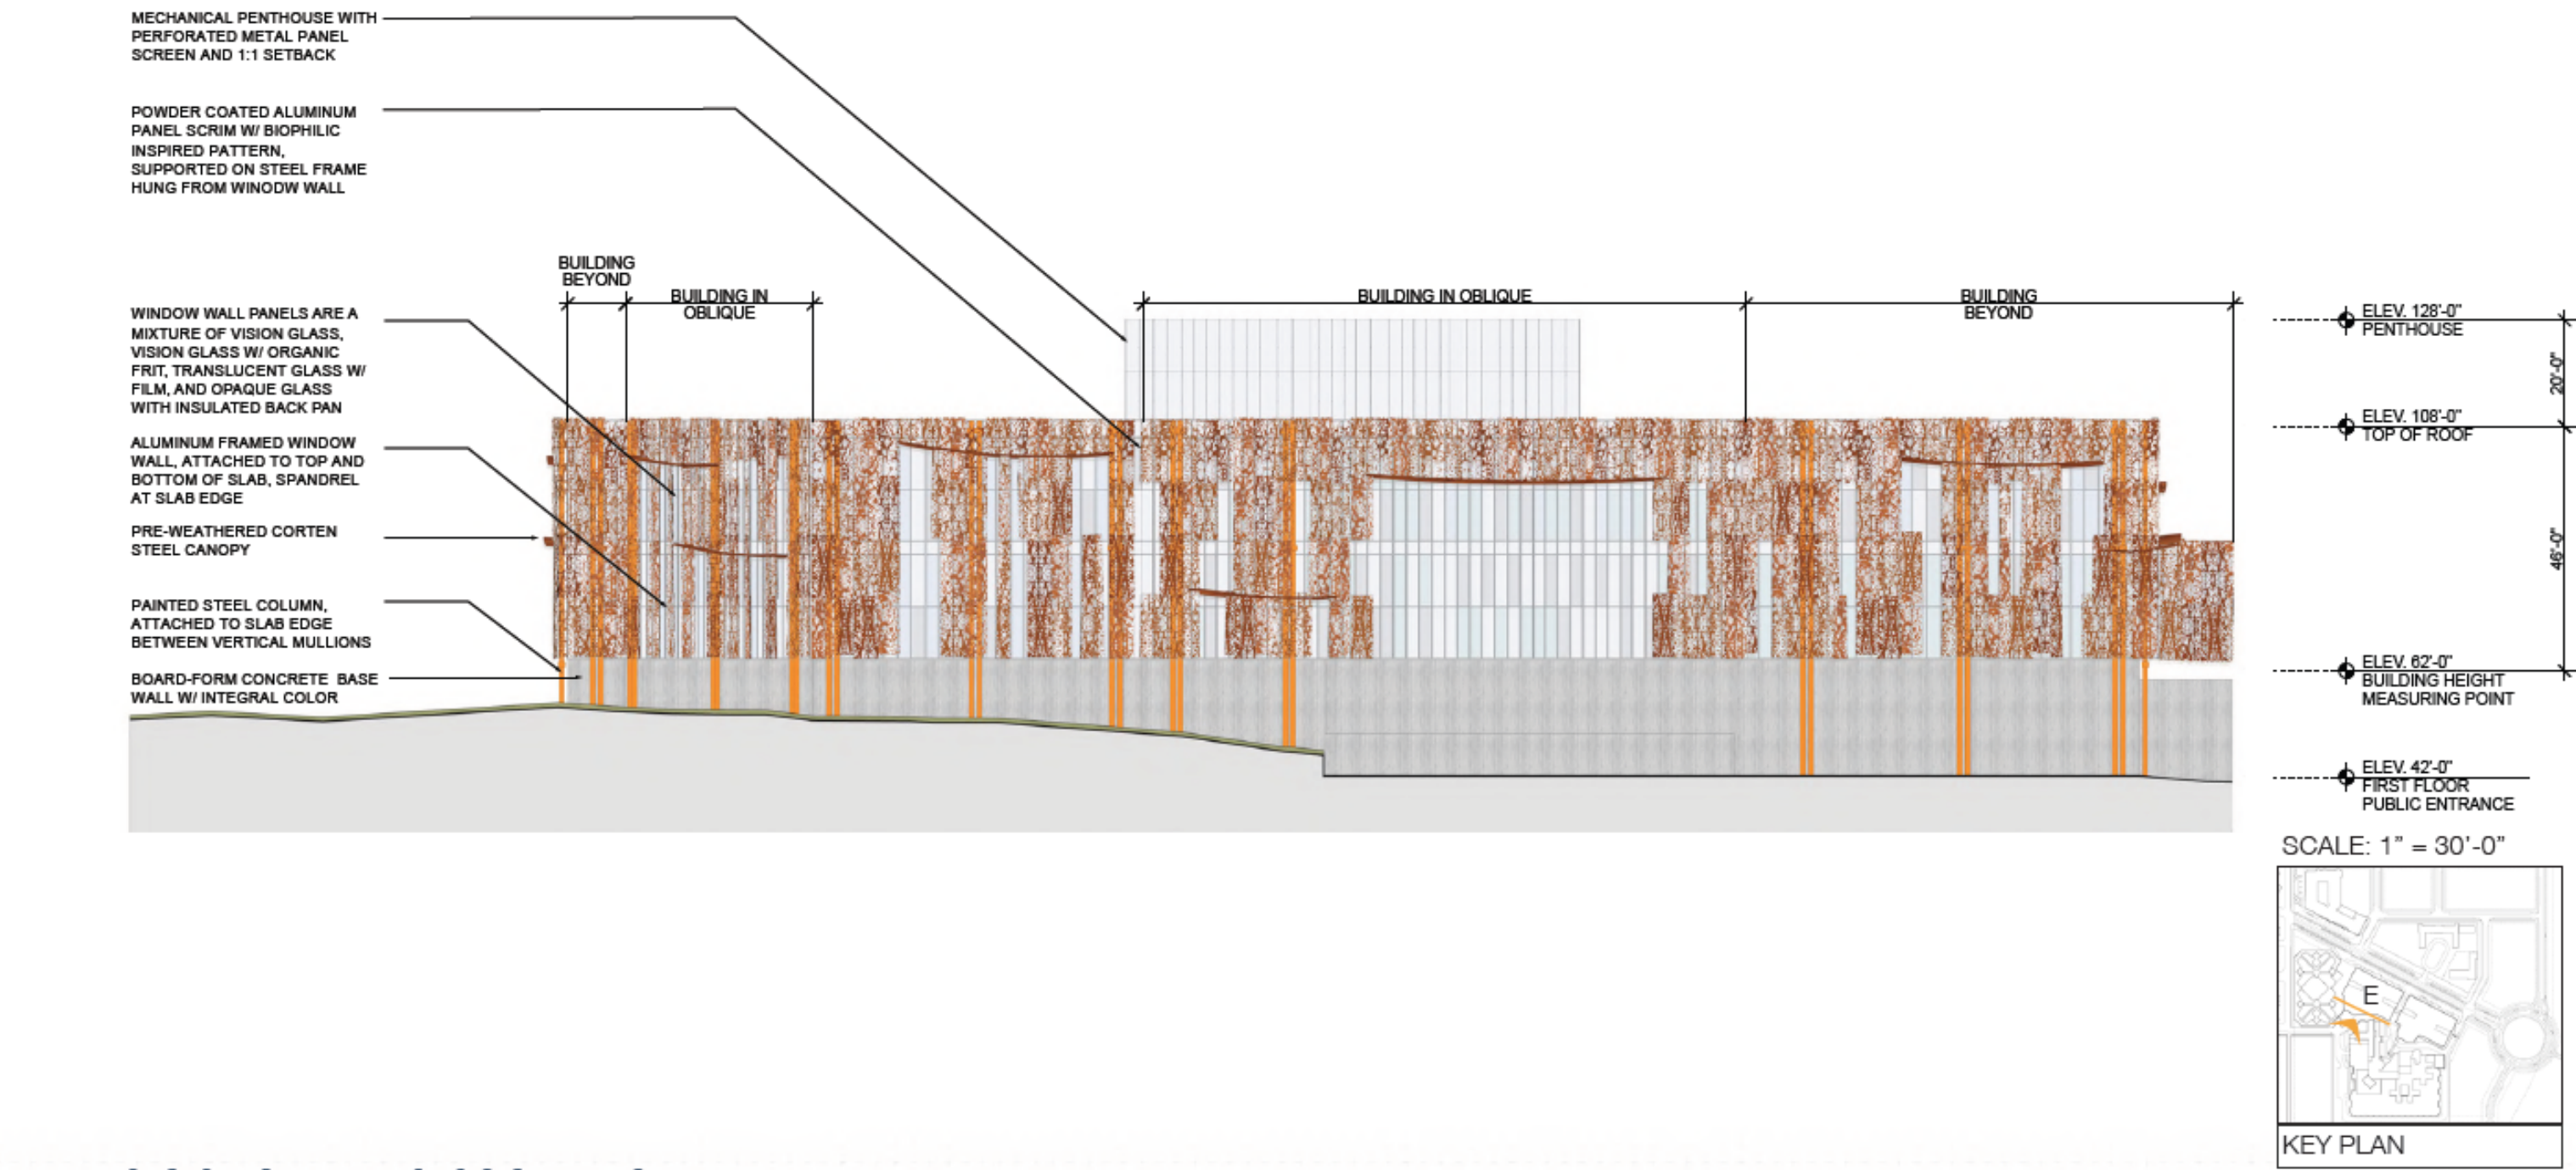 MECHANICAL PENTHOUSE WITH
PERFORATED METAL PANEL
SCREEN AND 1:1 SETBACK
POWDER COATED ALUMINUM
PANEL SCRIM W/ BIOPHILIC
INSPIRED PATTERN,
SUPPORTED ON STEEL FRAME
HUNG FROM WINODW WALL
WINDOW WALL PANELS ARE A
MIXTURE OF VISION GLASS,
VISION GLASS W/ ORGANIC
FRIT, TRANSLUCENT GLASS W/
FILM, AND OPAQUE GLASS
WITH INSULATED BACK PAN
ALUMINUM FRAMED WINDOW
WALL, ATTACHED TO TOP AND
BOTTOM OF SLAB, SPANDREL
AT SLAB EDGE
PRE-WEATHERED CORTEN
STEEL CANOPY
PAINTED STEEL COLUMN,
ATTACHED TO SLAB EDGE
BETWEEN VERTICAL MULLIONS
BOARD-FORM CONCRETE BASE
WALL W/ INTEGRAL COLOR
BUILDING
BEYOND
BUILDING IN
OBLIQUE
BUILDING IN OBLIQUE
BUILDING
BEYOND
ELEV. 128'-0"
PENTHOUSE
20'-0"
ELEV. 108'-0"
TOP OF ROOF
46'-0"
ELEV. 62'-0"
BUILDING HEIGHT
MEASURING POINT
ELEV. 42'-0"
FIRST FLOOR
PUBLIC ENTRANCE
SCALE: 1” = 30’-0”
E
KEY PLAN